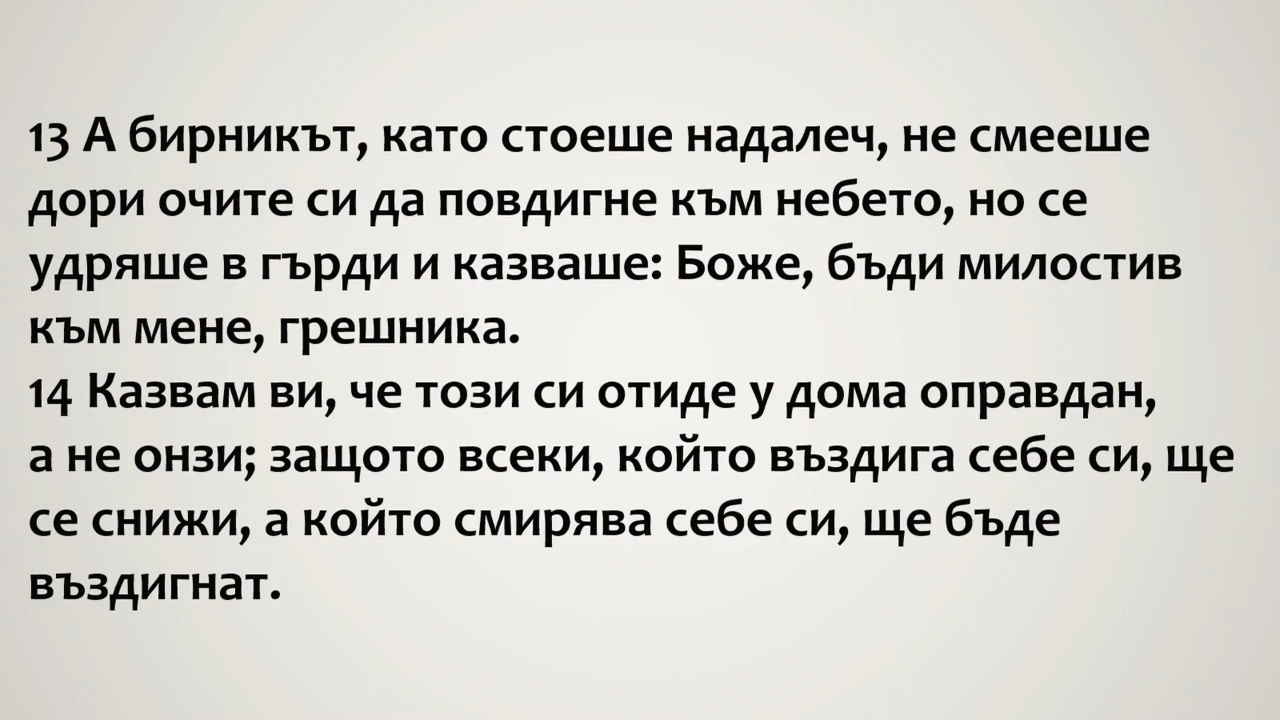 13 А бирникът, като стоеше надалеч, не смееше
дори очите си да повдигне към небето, но се
удряше в гърди и казваше: Боже, бъди милостив
към мене, грешника.
14 Казвам ви, че този си отиде у дома оправдан,
а не онзи; защото всеки, който въздига себе си, ще
се снижи, а който смирява себе си, ще бъде
въздигнат.